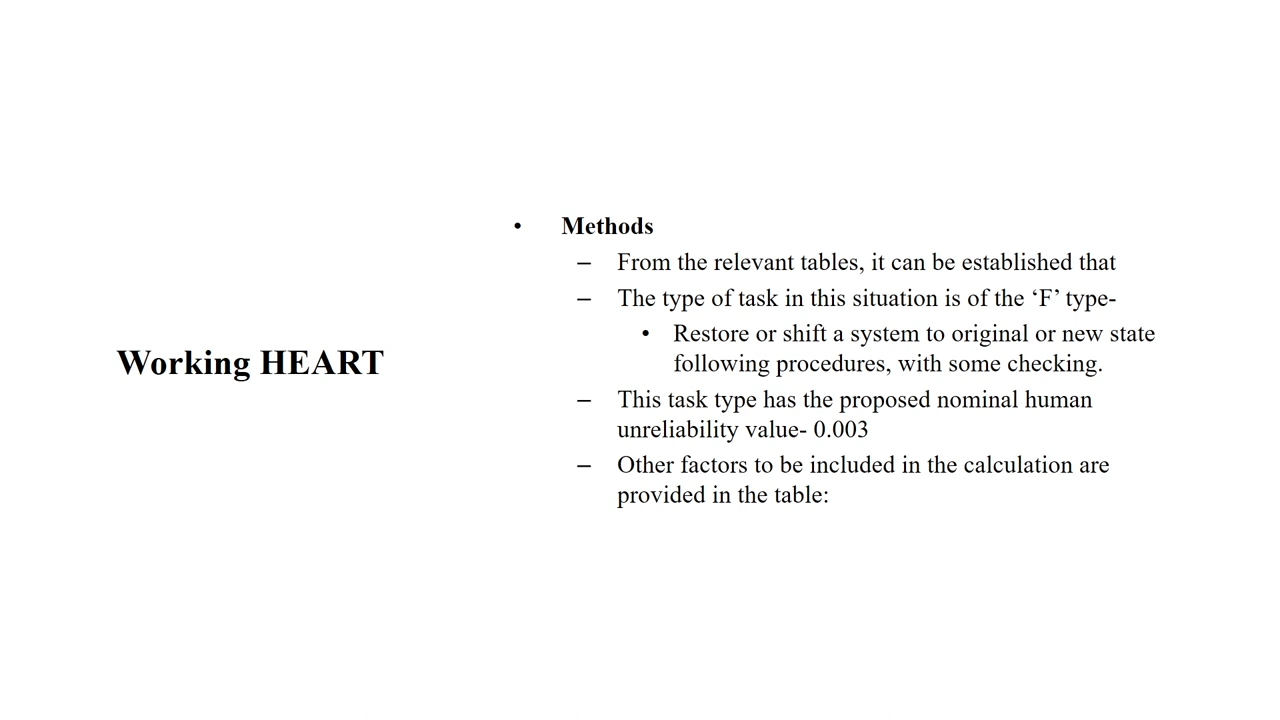 Working HEART
• Methods
– From the relevant tables, it can be established that
– The type of task in this situation is of the ‘F’ type-
• Restore or shift a system to original or new state
following procedures, with some checking.
– This task type has the proposed nominal human
unreliability value- 0.003
– Other factors to be included in the calculation are
provided in the table: